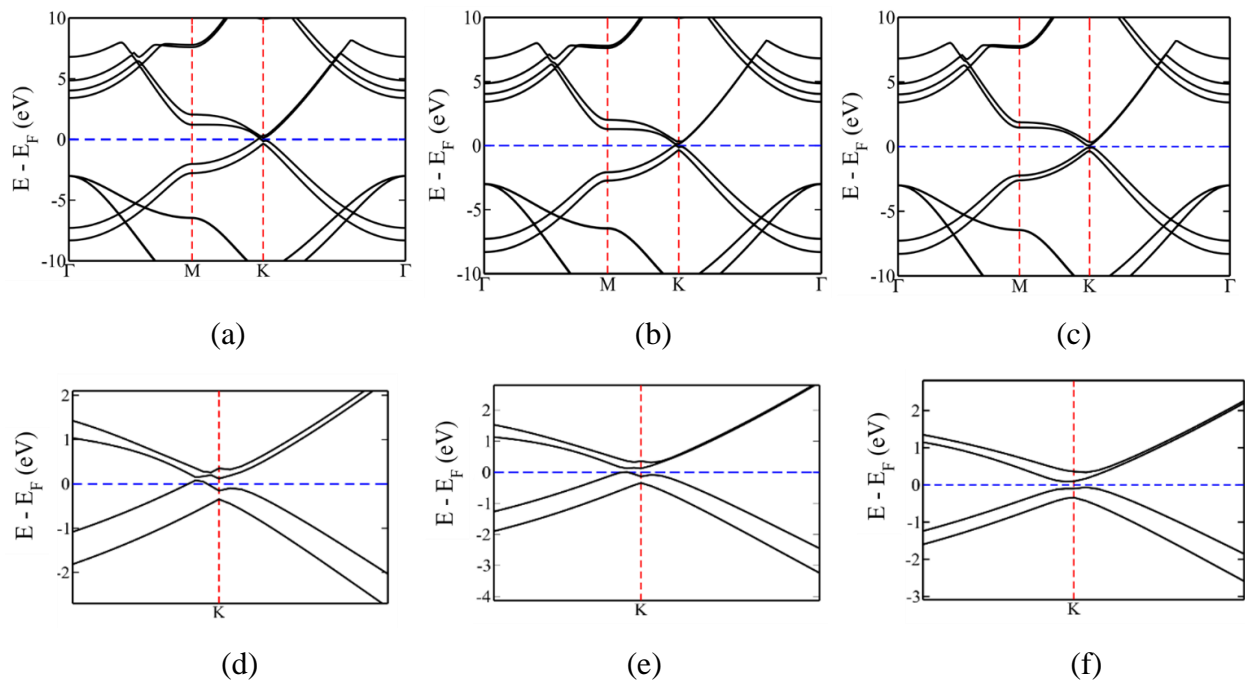 10
5
0
-5
-10
E - E_F (eV)
Γ
M
K
Γ
(a)
10
5
0
-5
-10
E - E_F (eV)
Γ
M
K
Γ
(b)
10
5
0
-5
-10
E - E_F (eV)
Γ
M
K
Γ
(c)
2
1
0
-1
-2
E - E_F (eV)
K
(d)
2
1
0
-1
-2
-3
-4
E - E_F (eV)
K
(e)
2
1
0
-1
-2
-3
E - E_F (eV)
K
(f)